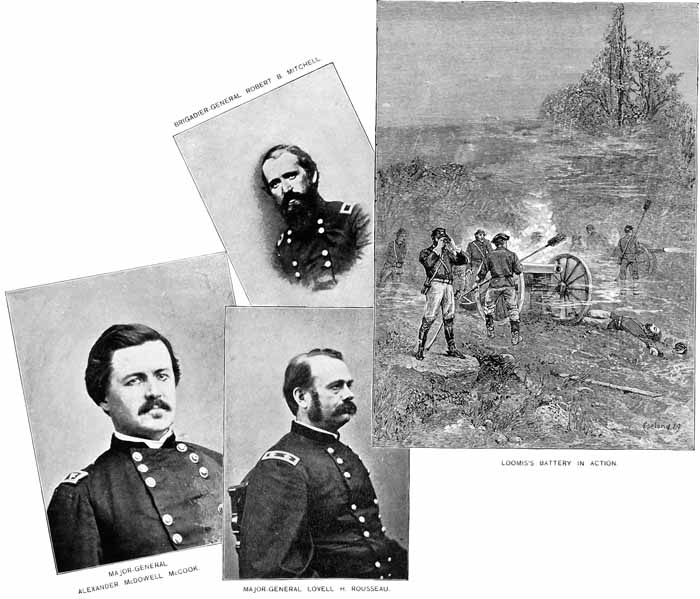 BRIGADIER-GENERAL ROBERT B. MITCHELL
LOOMIS'S BATTERY IN ACTION.
MAJOR-GENERAL
ALEXANDER McDOWELL McCOOK.
MAJOR-GENERAL LOVELL H. ROUSSEAU.